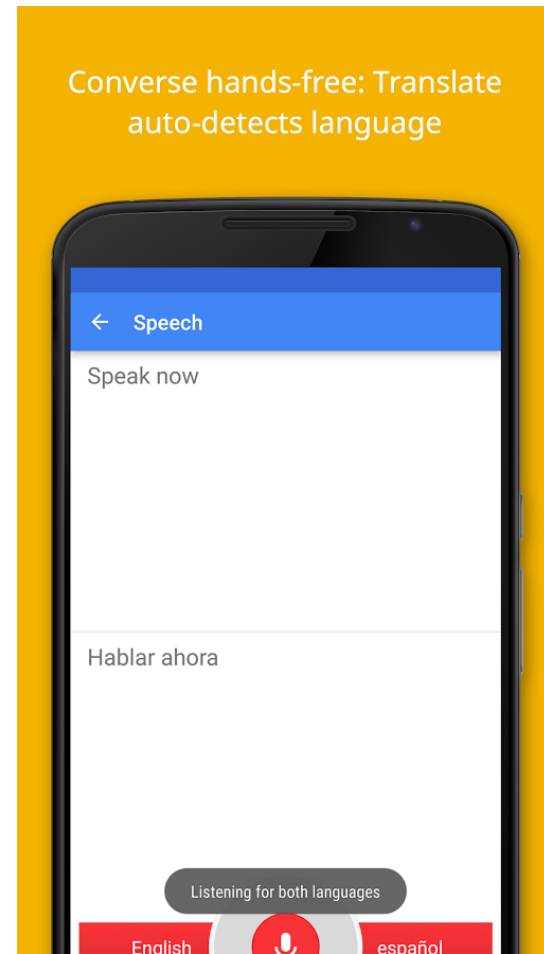 Converse hands-free: Translate
auto-detects language
Speech
Speak now
Hablar ahora
Listening for both languages
English
español